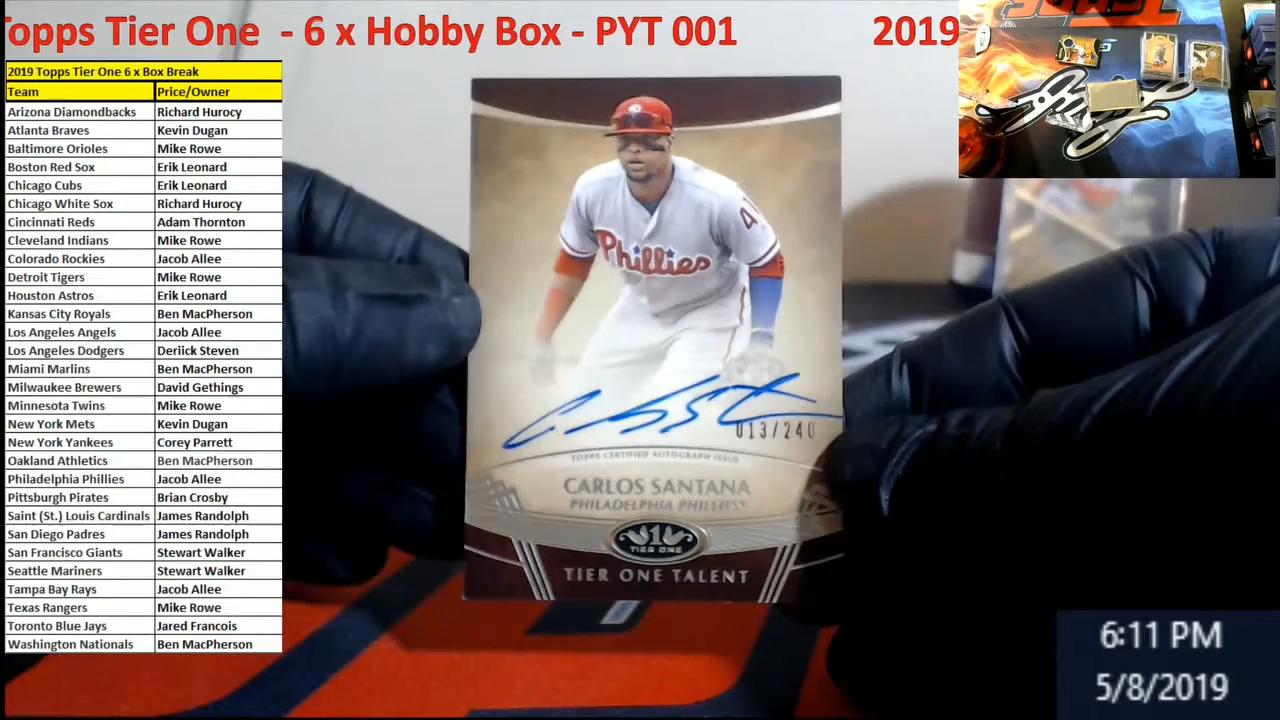 Topps Tier One - 6 x Hobby Box - PYT 001 2019
2019 Topps Tier One 6 x Box Break
Team Price/Owner
Arizona Diamondbacks Richard Hurocy
Atlanta Braves Kevin Dugan
Baltimore Orioles Mike Rowe
Boston Red Sox Erik Leonard
Chicago Cubs Erik Leonard
Chicago White Sox Richard Hurocy
Cincinnati Reds Adam Thornton
Cleveland Indians Mike Rowe
Colorado Rockies Jacob Allee
Detroit Tigers Mike Rowe
Houston Astros Erik Leonard
Kansas City Royals Ben MacPherson
Los Angeles Angels Jacob Allee
Los Angeles Dodgers Deriick Steven
Miami Marlins Ben MacPherson
Milwaukee Brewers David Gethings
Minnesota Twins Mike Rowe
New York Mets Kevin Dugan
New York Yankees Corey Parrett
Oakland Athletics Ben MacPherson
Philadelphia Phillies Jacob Allee
Pittsburgh Pirates Brian Crosby
Saint (St.) Louis Cardinals James Randolph
San Diego Padres James Randolph
San Francisco Giants Stewart Walker
Seattle Mariners Stewart Walker
Tampa Bay Rays Jacob Allee
Texas Rangers Mike Rowe
Toronto Blue Jays Jared Francois
Washington Nationals Ben MacPherson
Phillies
4
013/240
TOPPS CERTIFIED AUTOGRAPH ISSUE
CARLOS SANTANA
PHILADELPHIA PHILLIES
1
TIER ONE
TIER ONE TALENT
6:11 PM
5/8/2019